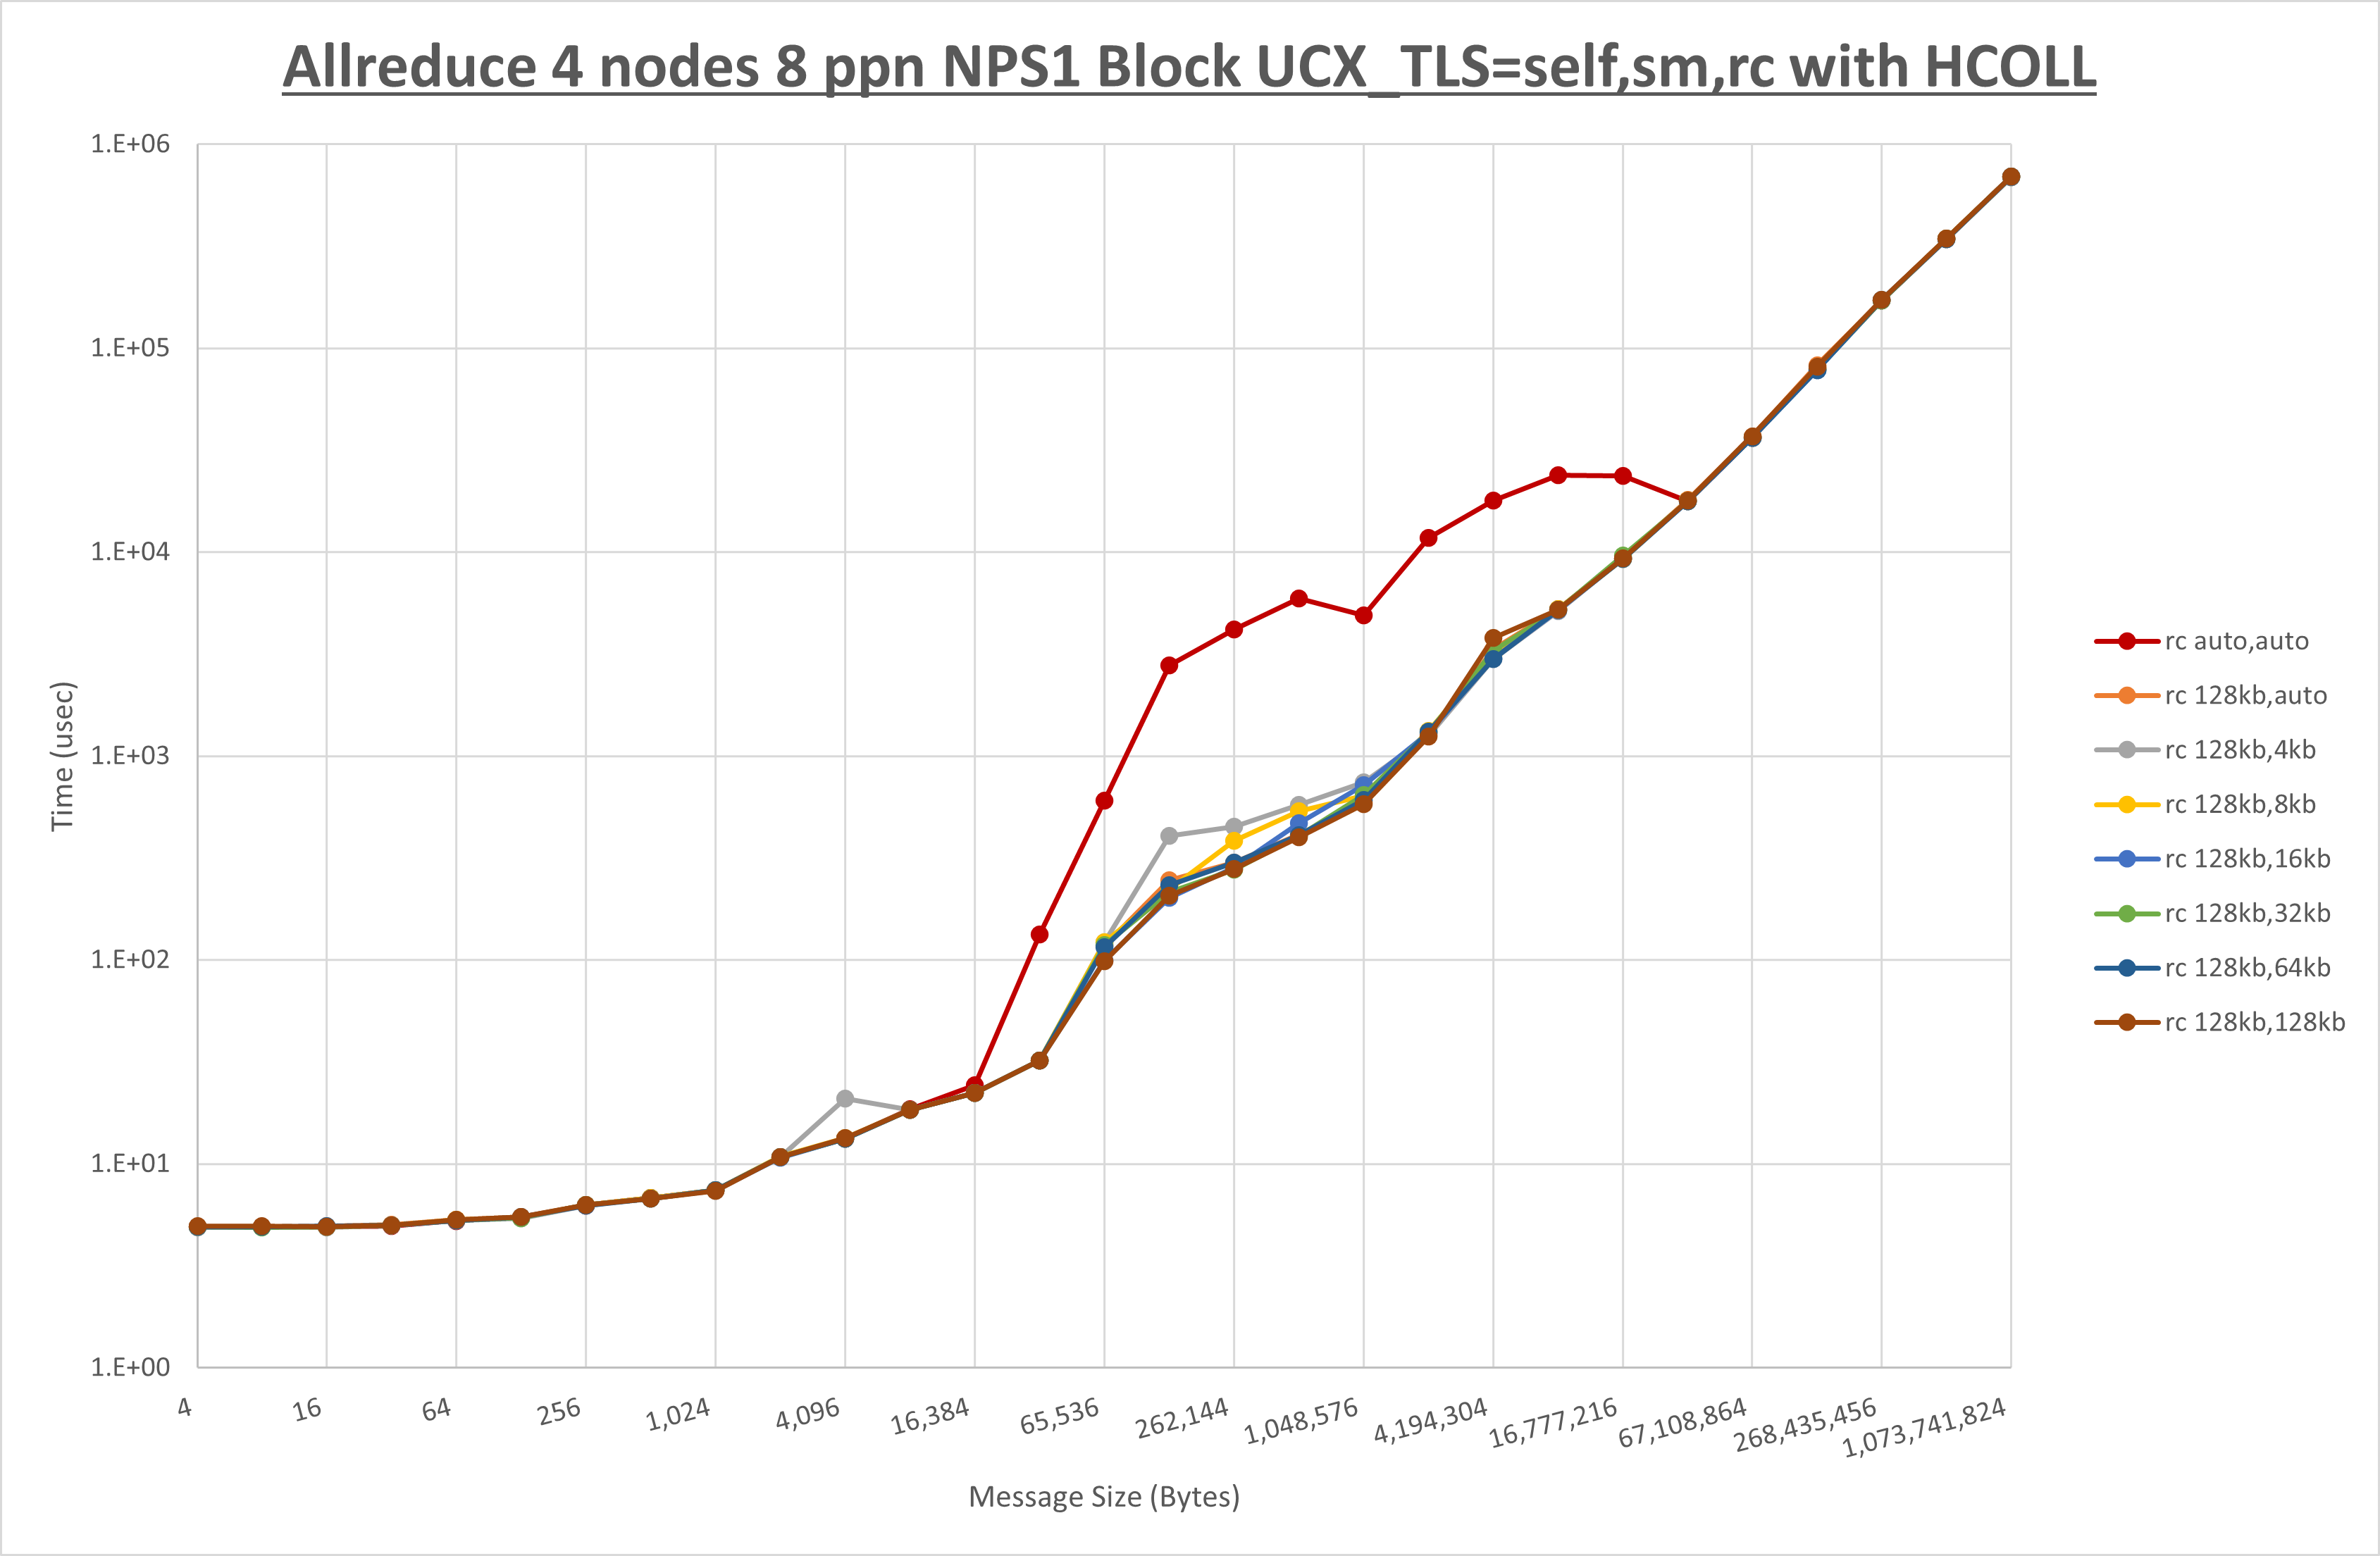 Allreduce 4 nodes 8 ppn NPS1 Block UCX_TLS=self,sm,rc with HCOLL
1.E+06
1.E+05
1.E+04
1.E+03
1.E+02
1.E+01
1.E+00
Time (usec)
4
16
64
256
1,024
4,096
16,384
65,536
262,144
1,048,576
4,194,304
16,777,216
67,108,864
268,435,456
1,073,741,824
Message Size (Bytes)
rc auto,auto
rc 128kb,auto
rc 128kb,4kb
rc 128kb,8kb
rc 128kb,16kb
rc 128kb,32kb
rc 128kb,64kb
rc 128kb,128kb